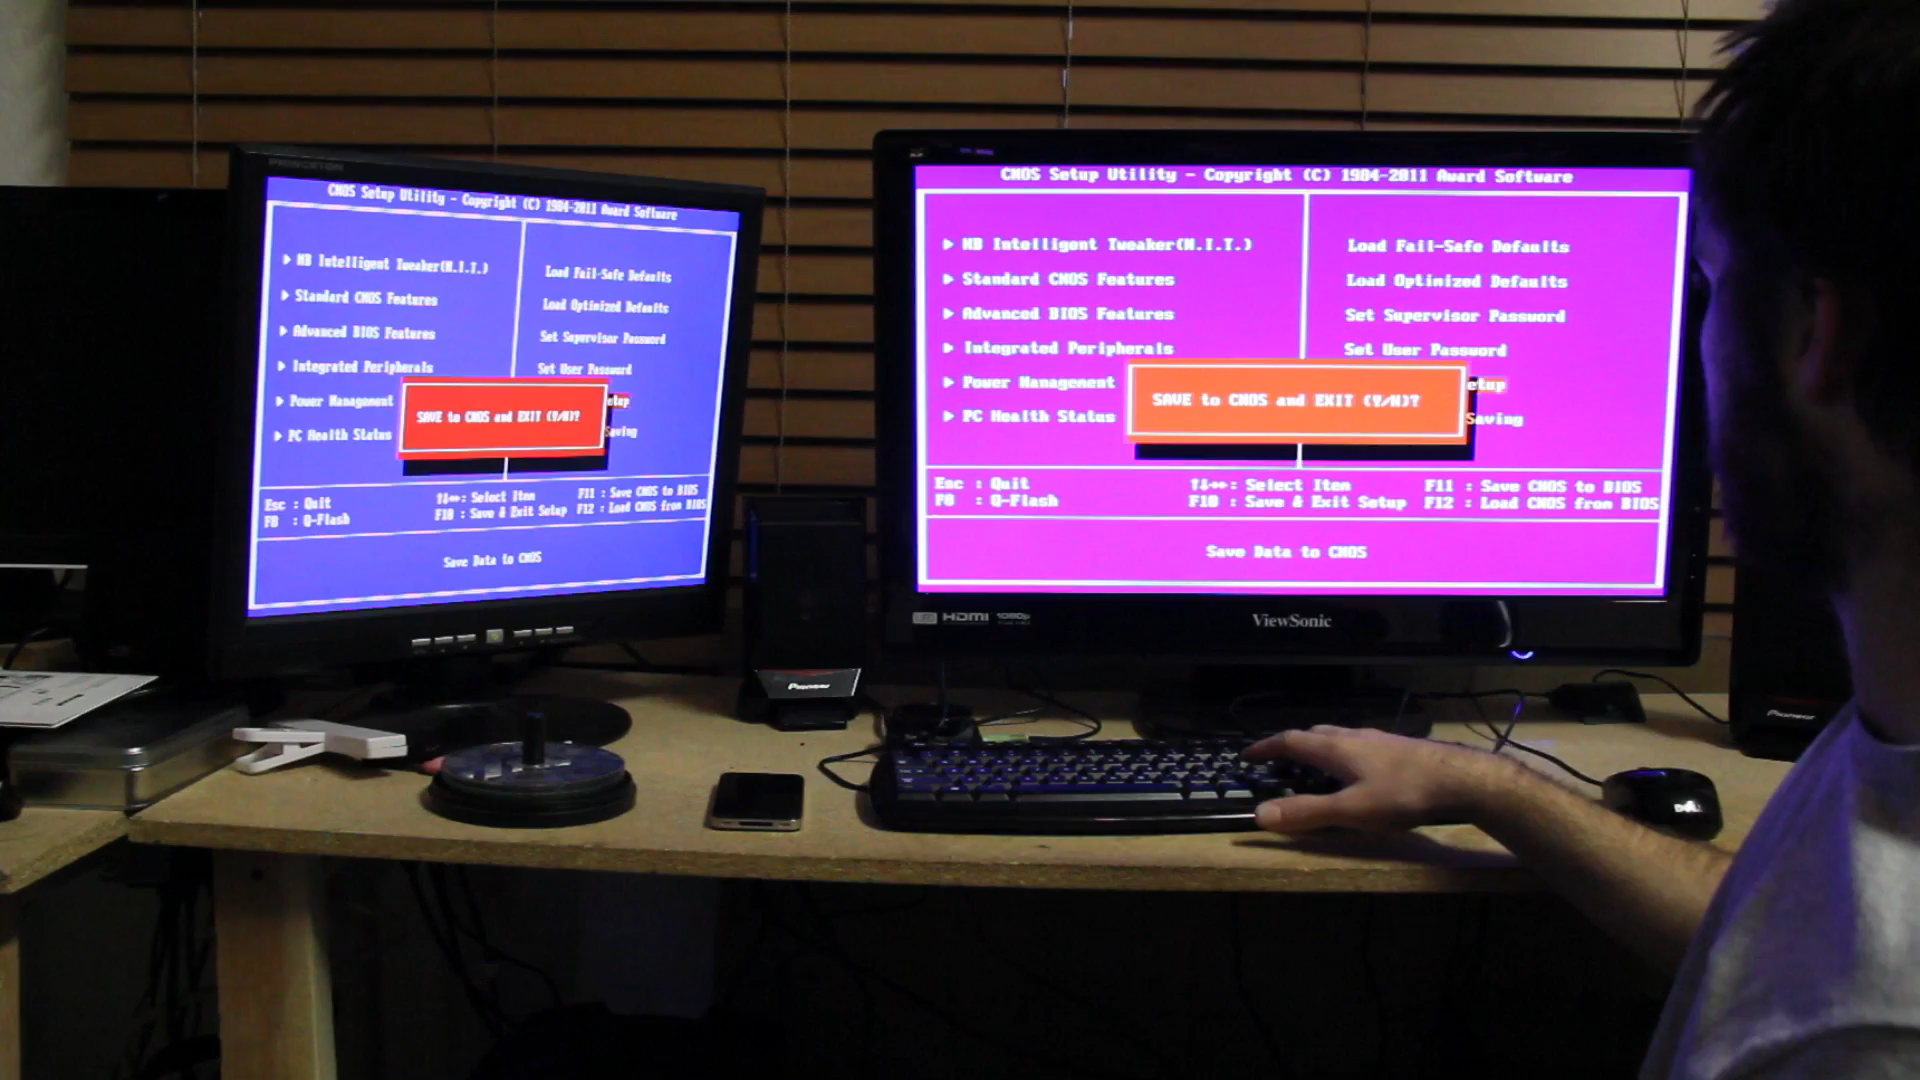 CMOS Setup Utility - Copyright (C) 1984-2011 Award Software
MB Intelligent Tweaker(M.I.T.)
Standard CMOS Features
Advanced BIOS Features
Integrated Peripherals
Power Management
PC Health Status
Load Fail-Safe Defaults
Load Optimized Defaults
Set Supervisor Password
Set User Password
etup
Saving
SAVE to CMOS and EXIT (Y/N)?
Esc : Quit
F8 : Q-Flash
↑↓→←: Select Item
F10 : Save & Exit Setup
F11 : Save CMOS to BIOS
F12 : Load CMOS from BIOS
Save Data to CMOS
Pioneer
CMOS Setup Utility - Copyright (C) 1984-2011 Award Software
MB Intelligent Tweaker(M.I.T.)
Standard CMOS Features
Advanced BIOS Features
Integrated Peripherals
Power Management
PC Health Status
Load Fail-Safe Defaults
Load Optimized Defaults
Set Supervisor Password
Set User Password
etup
Saving
SAVE to CMOS and EXIT (Y/N)?
Esc : Quit
F8 : Q-Flash
↑↓→←: Select Item
F10 : Save & Exit Setup
F11 : Save CMOS to BIOS
F12 : Load CMOS from BIOS
Save Data to CMOS
HDMI 1080p
ViewSonic
Pioneer
DELL